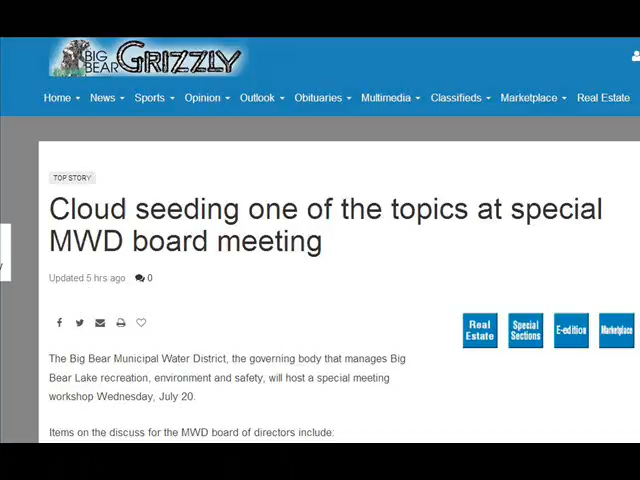 BIG BEAR GRIZZLY
Home News Sports Opinion Outlook Obituaries Multimedia Classifieds Marketplace Real Estate
TOP STORY
Cloud seeding one of the topics at special
MWD board meeting
Updated 5 hrs ago 0
Real Estate
Special Sections
E-edition
Marketplace
The Big Bear Municipal Water District, the governing body that manages Big
Bear Lake recreation, environment and safety, will host a special meeting
workshop Wednesday, July 20.
Items on the discuss for the MWD board of directors include: